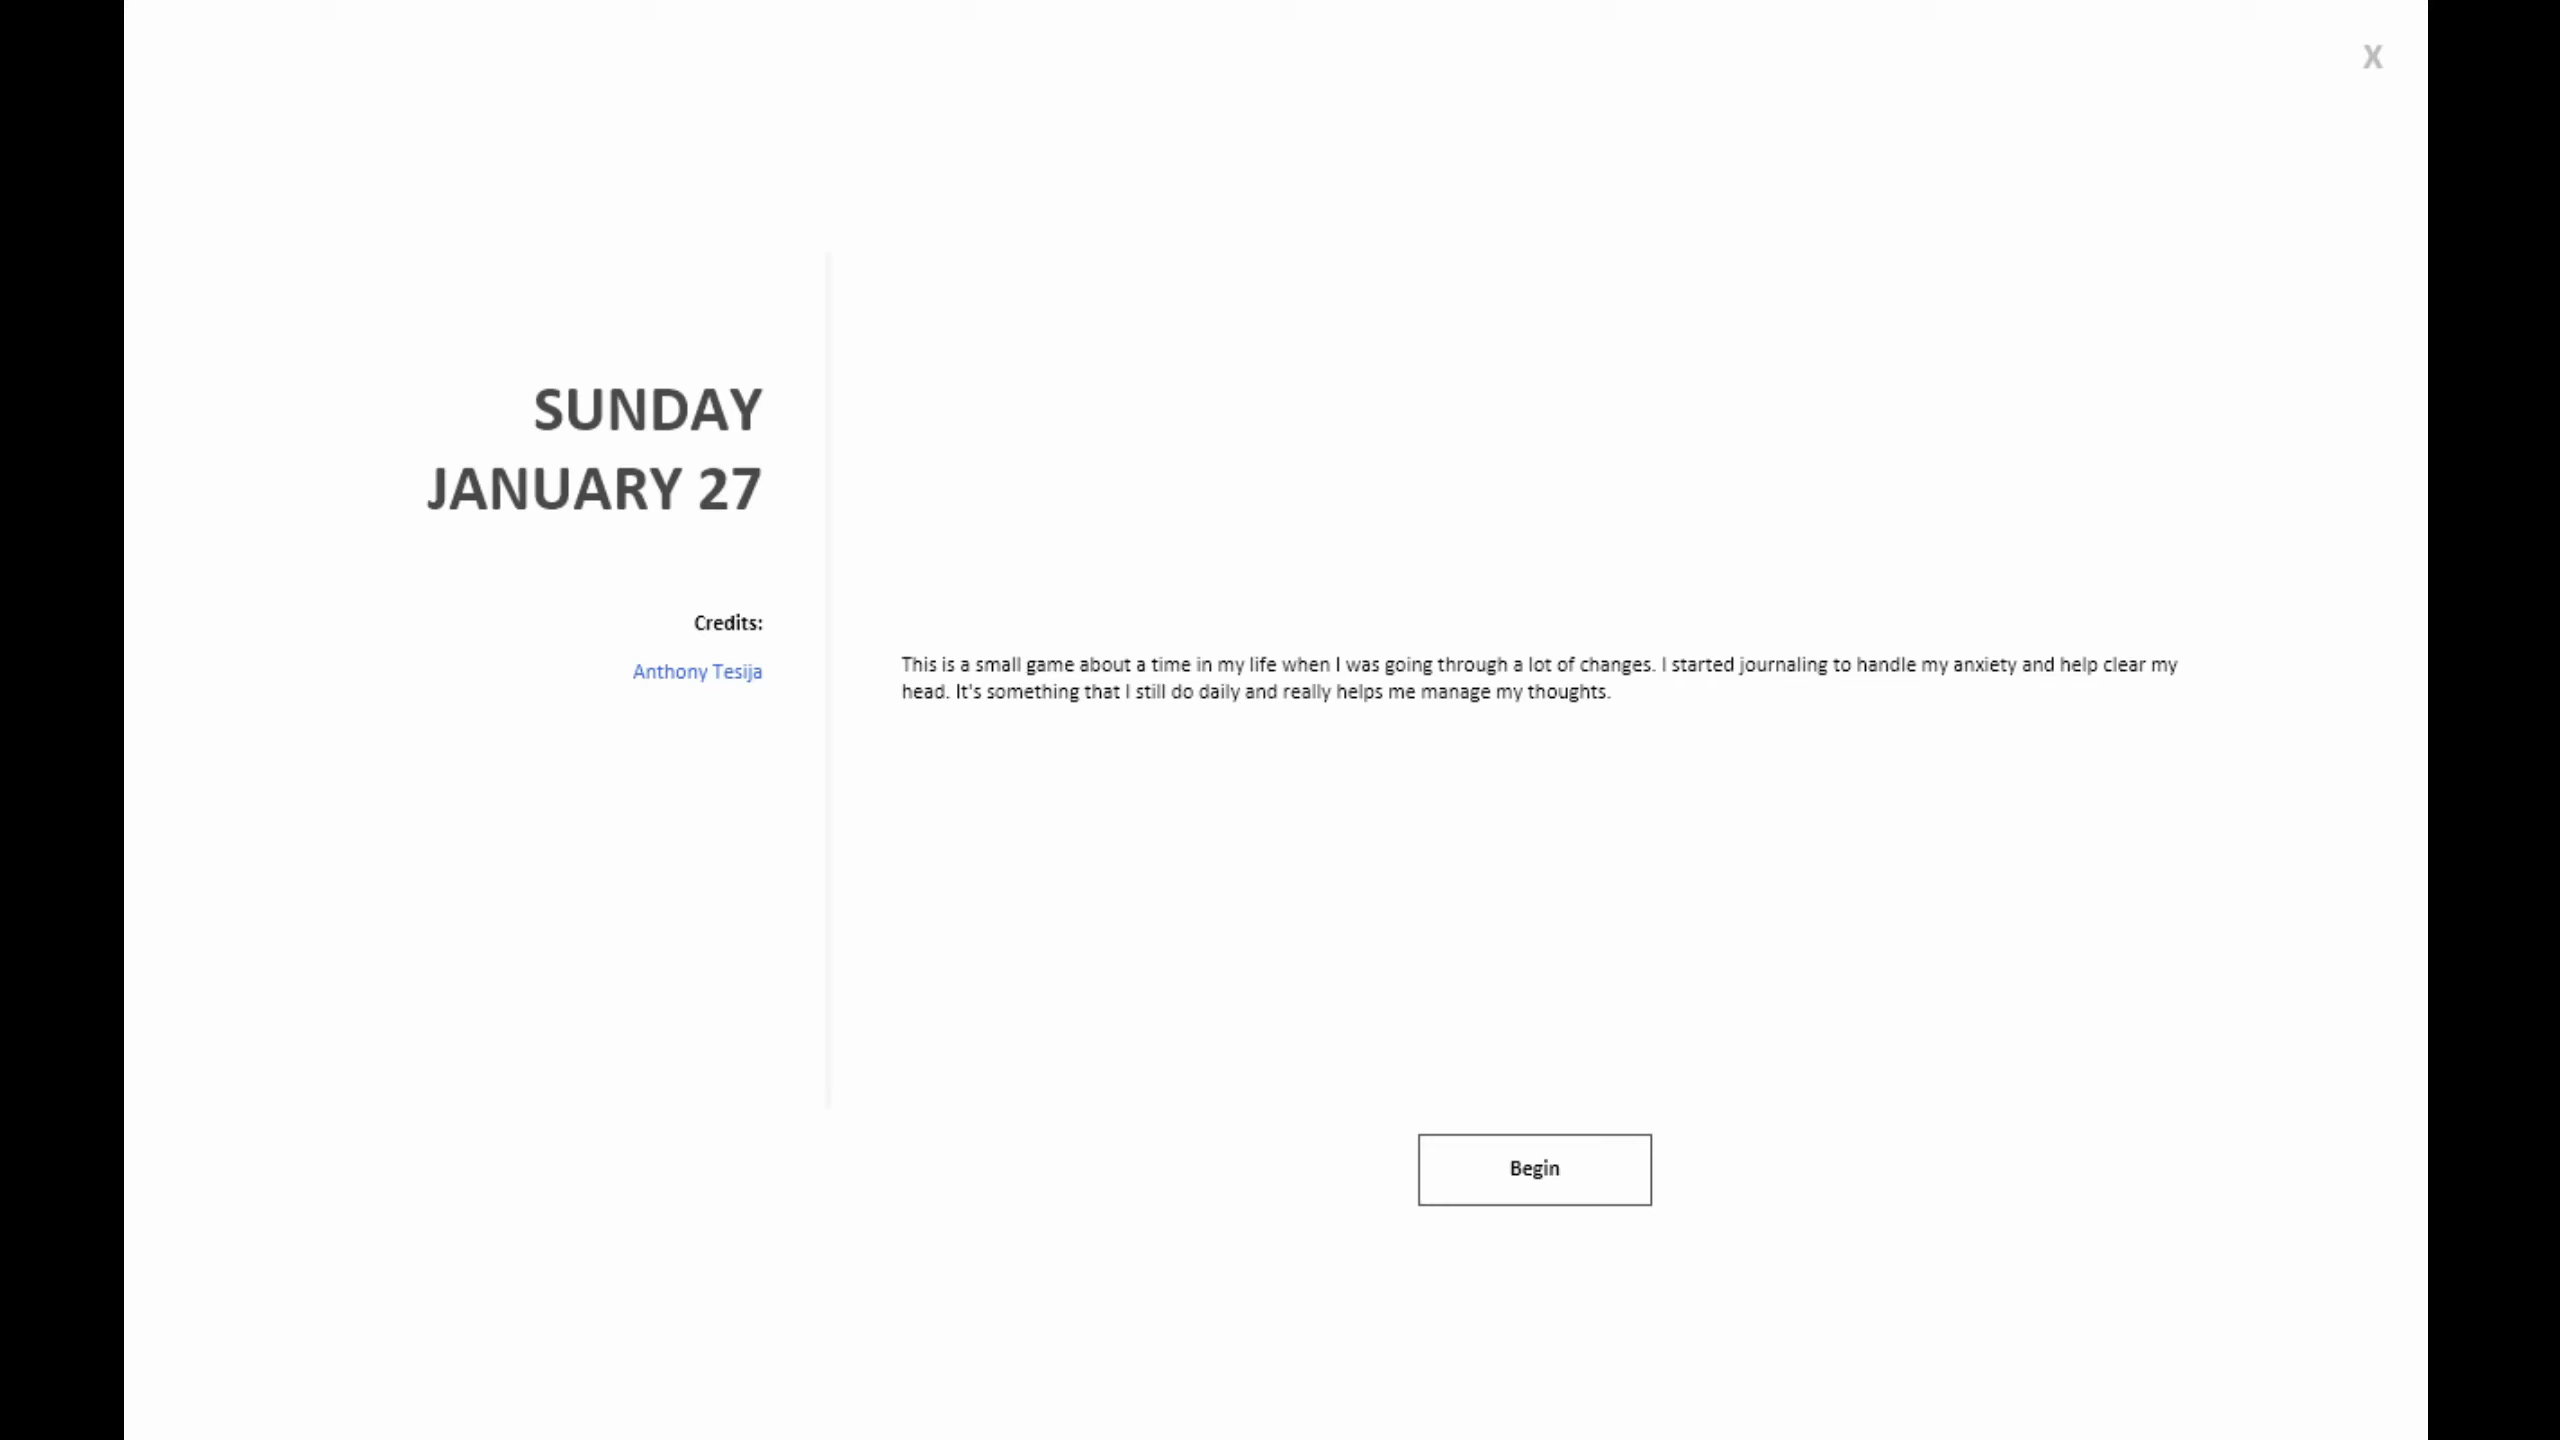 X
SUNDAY
JANUARY 27
Credits:
Anthony Tesija
This is a small game about a time in my life when I was going through a lot of changes. I started journaling to handle my anxiety and help clear my
head. It's something that I still do daily and really helps me manage my thoughts.
Begin